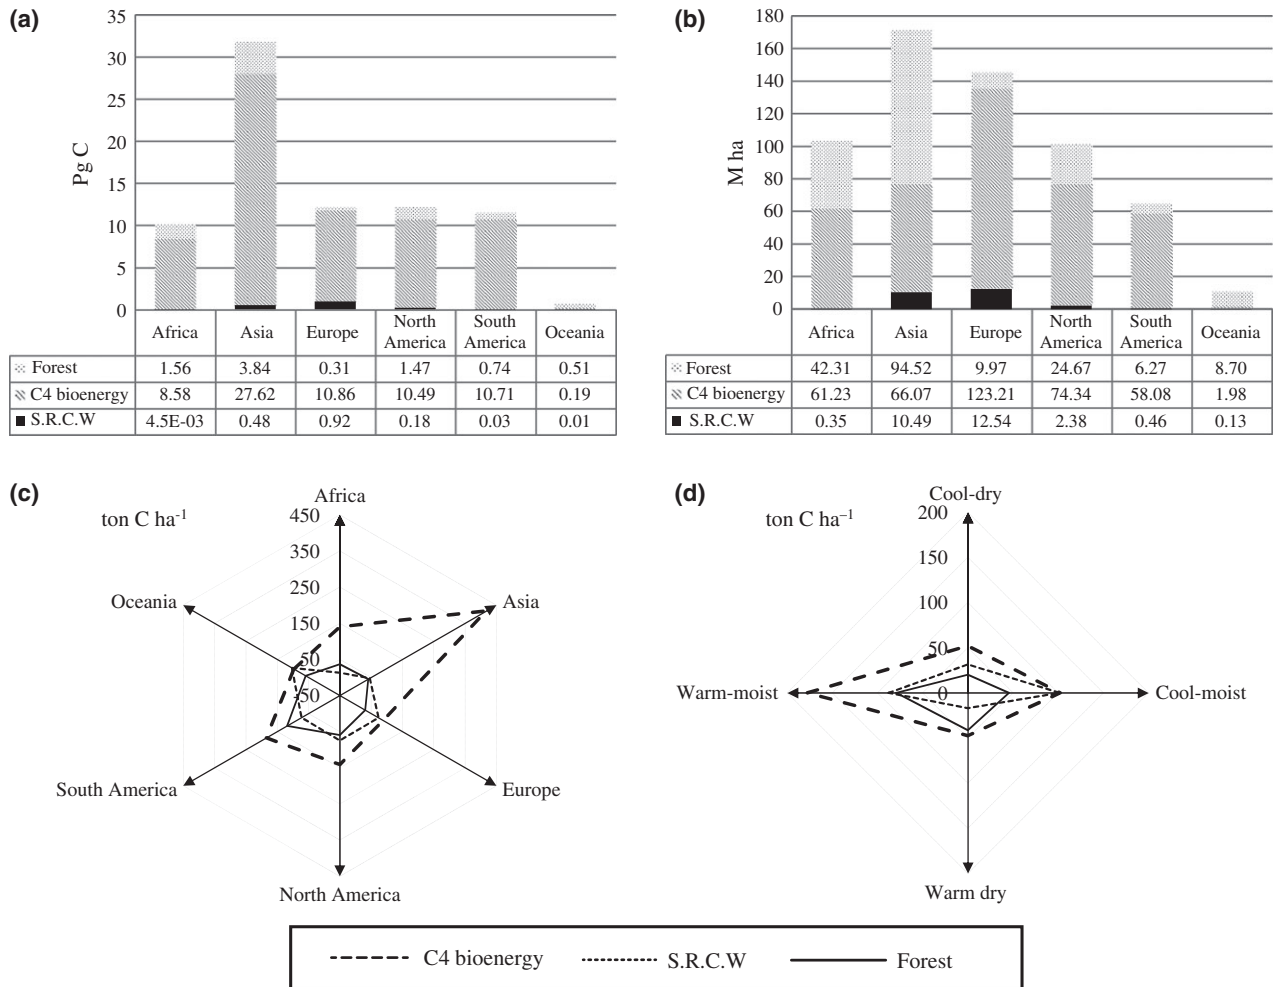 (a)
Pg C
35
30
25
20
15
10
5
0
Africa Asia Europe North America South America Oceania
Forest 1.56 3.84 0.31 1.47 0.74 0.51
C4 bioenergy 8.58 27.62 10.86 10.49 10.71 0.19
S.R.C.W 4.5E-03 0.48 0.92 0.18 0.03 0.01
(b)
M ha
180
160
140
120
100
80
60
40
20
0
Africa Asia Europe North America South America Oceania
Forest 42.31 94.52 9.97 24.67 6.27 8.70
C4 bioenergy 61.23 66.07 123.21 74.34 58.08 1.98
S.R.C.W 0.35 10.49 12.54 2.38 0.46 0.13
(c)
ton C ha-1
Africa
450
350
250
150
50
-50
Oceania
Asia
South America
Europe
North America
(d)
ton C ha–1
Cool-dry
200
150
100
50
0
Warm-moist
Cool-moist
Warm dry
C4 bioenergy S.R.C.W Forest